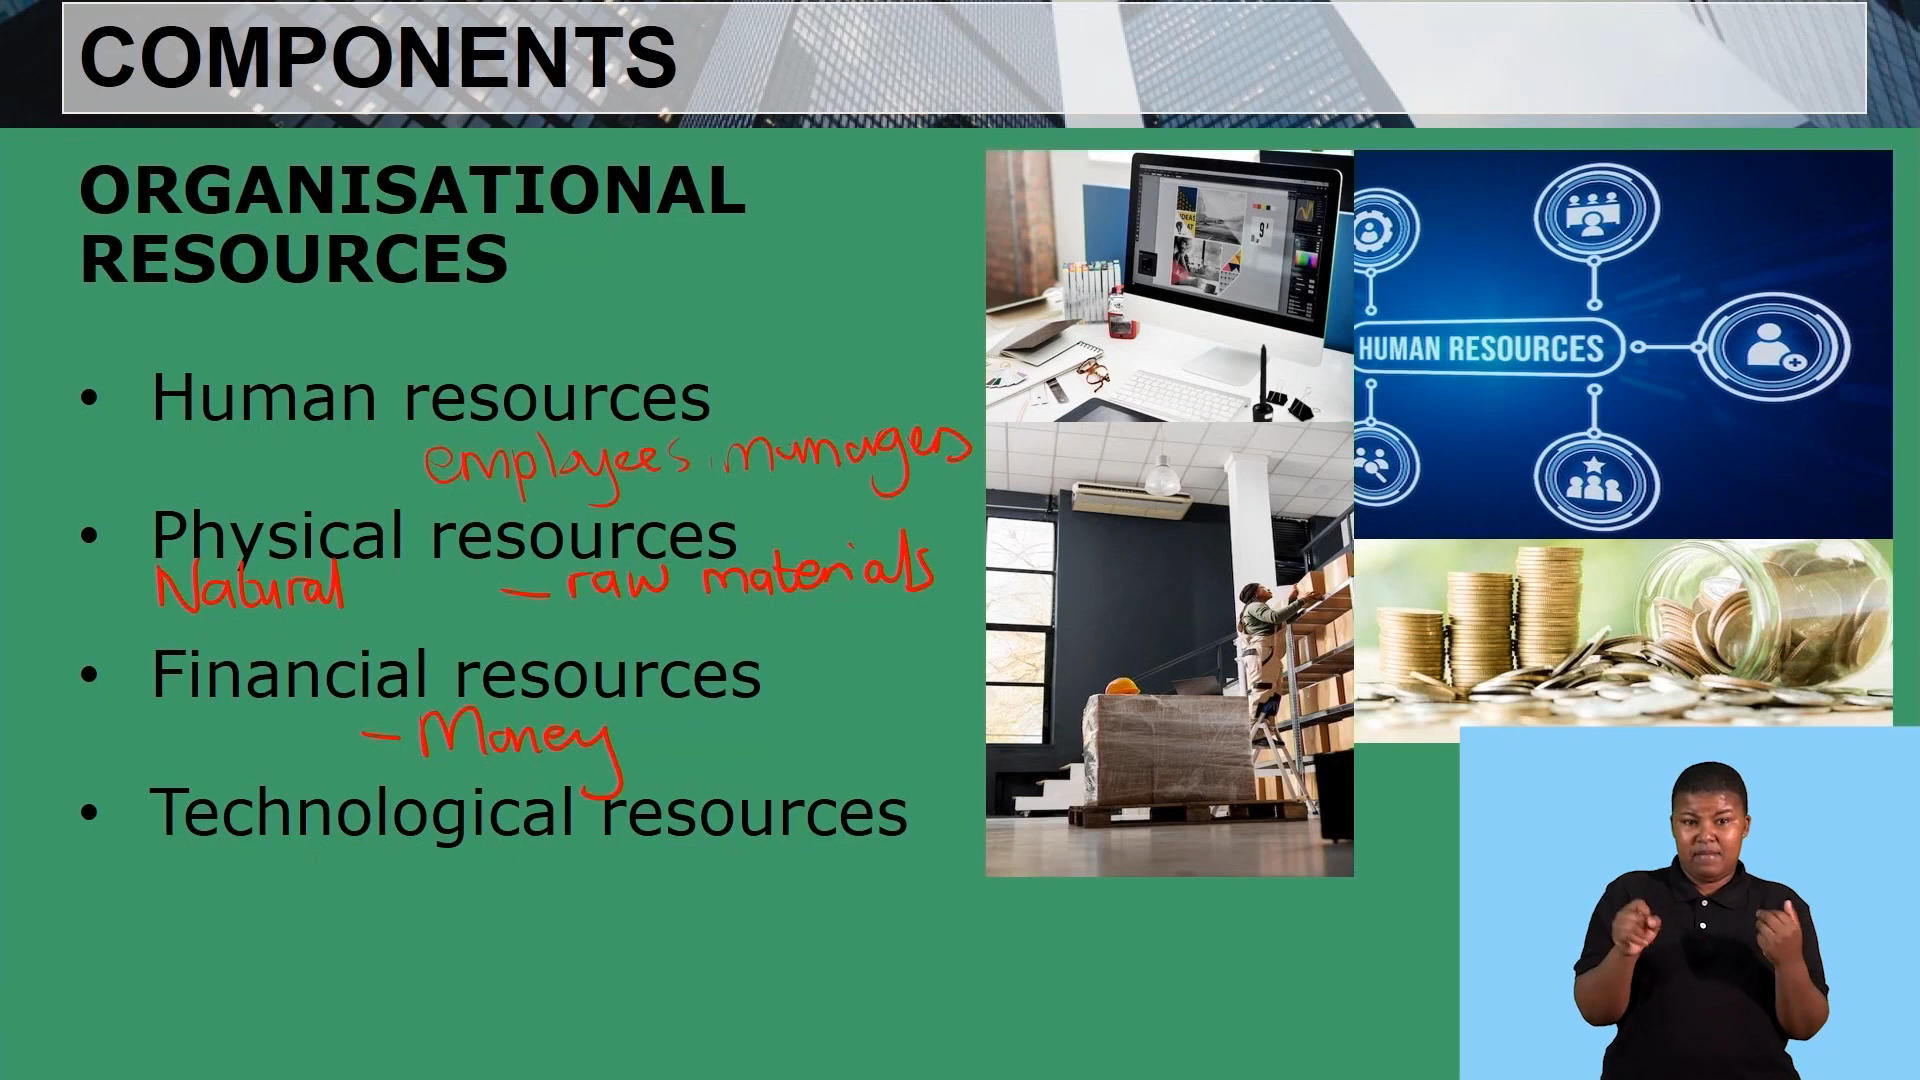 COMPONENTS
ORGANISATIONAL
RESOURCES
• Human resources
employees, managers
• Physical resources
Natural – raw materials
• Financial resources
– Money
• Technological resources
HUMAN RESOURCES